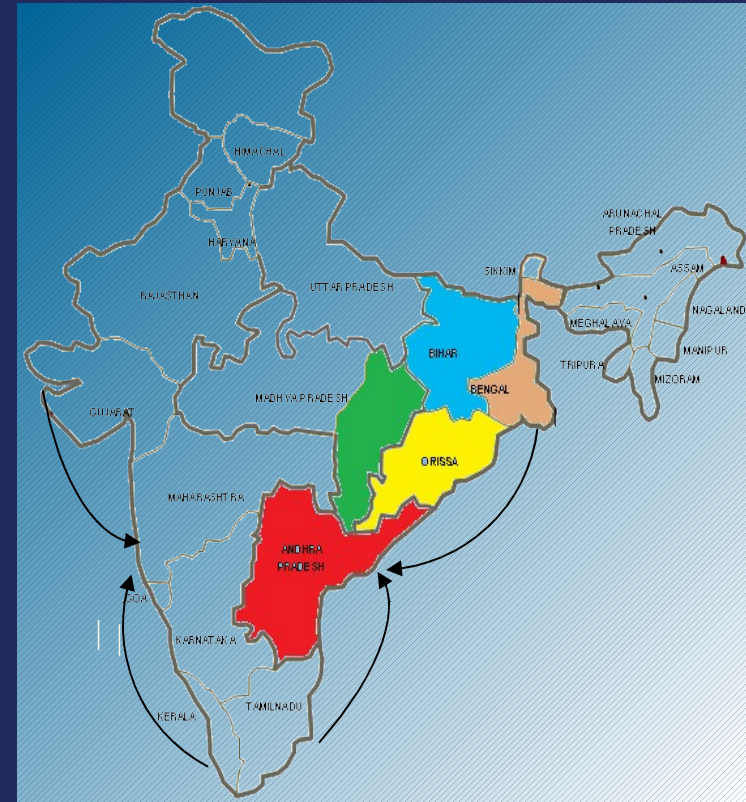 HIMACHAL
PUNJAB
HARYANA
ARUNACHAL
PRADESH
SIKKIM
ASSAM
RAJASTHAN
UTTAR PRADESH
NAGALAND
MEGHALAYA
MANIPUR
BIHAR
TRIPURA
MIZORAM
BENGAL
MADHYA PRADESH
GUJARAT
ORISSA
MAHARASHTRA
ANDHRA
PRADESH
GOA
KARNATAKA
TAMILNADU
KERALA